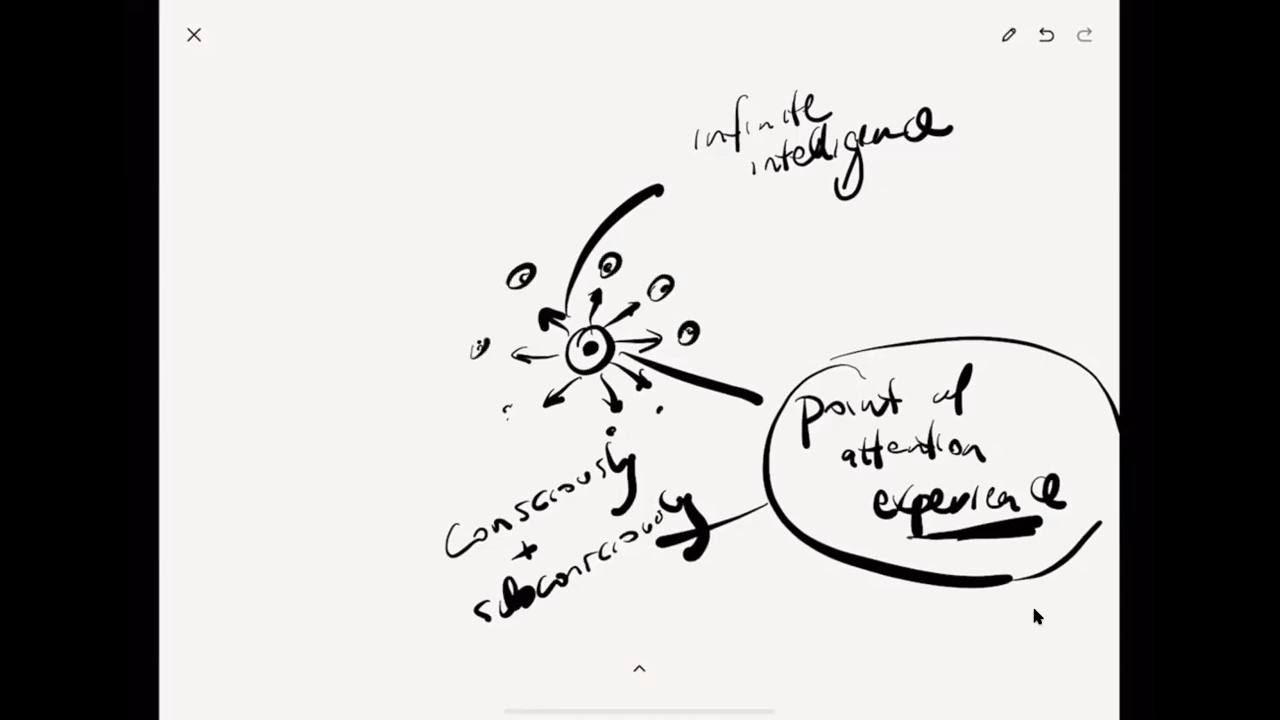 infinite
intelligence
point of
attention
experience
Consciously
+
subconsciously